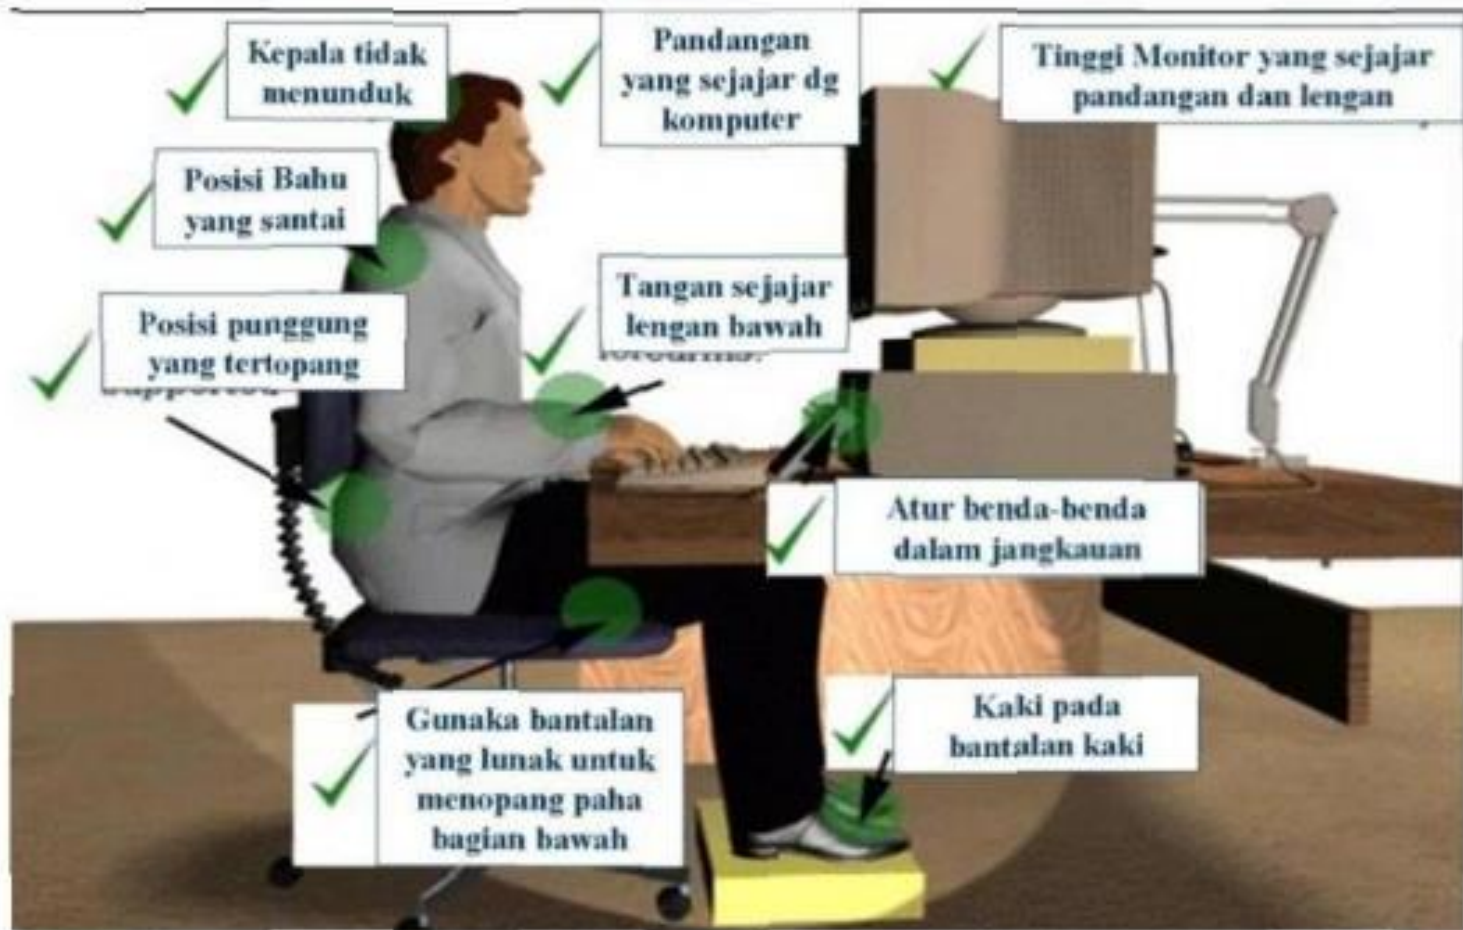 Kepala tidak
menunduk
Pandangan
yang sejajar dg
komputer
Tinggi Monitor yang sejajar
pandangan dan lengan
Posisi Bahu
yang santai
Tangan sejajar
lengan bawah
Posisi punggung
yang tertopang
Atur benda-benda
dalam jangkauan
Gunaka bantalan
yang lunak untuk
menopang paha
bagian bawah
Kaki pada
bantalan kaki